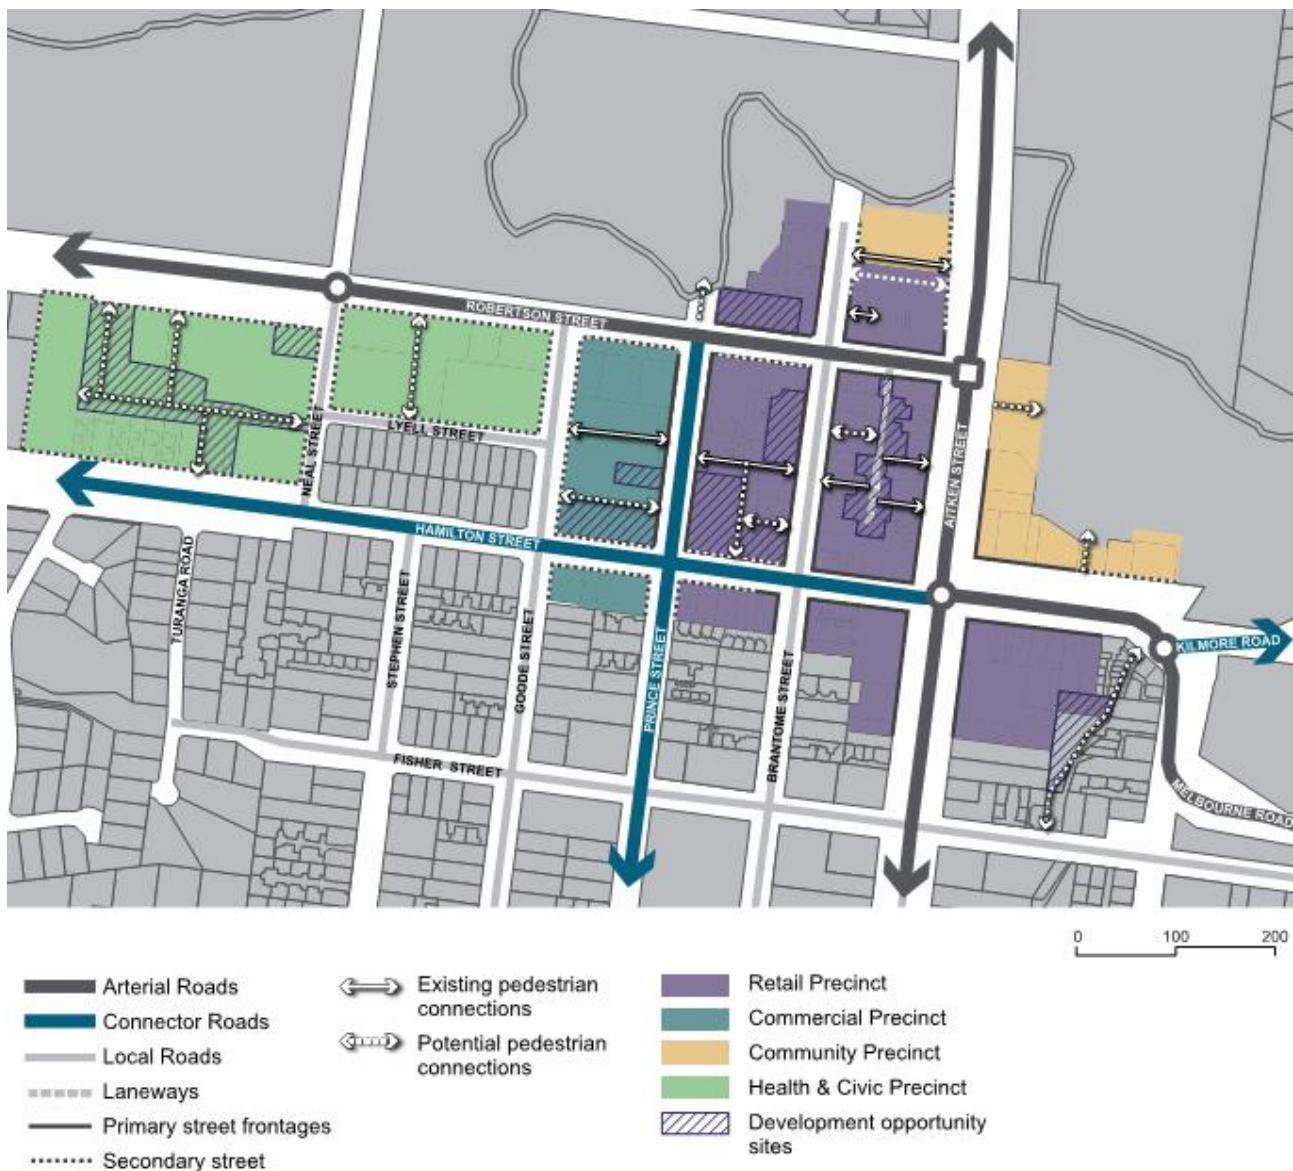 ROBERTSON STREET
LYELL STREET
NEAL STREET
HAMILTON STREET
AITKEN STREET
TURANGA ROAD
STEPHEN STREET
GOODE STREET
PRINCE STREET
BRANTOME STREET
KILMORE ROAD
FISHER STREET
MELBOURNE ROAD
0 100 200
Arterial Roads
Connector Roads
Local Roads
Laneways
Primary street frontages
Secondary street
Existing pedestrian
connections
Potential pedestrian
connections
Retail Precinct
Commercial Precinct
Community Precinct
Health & Civic Precinct
Development opportunity
sites